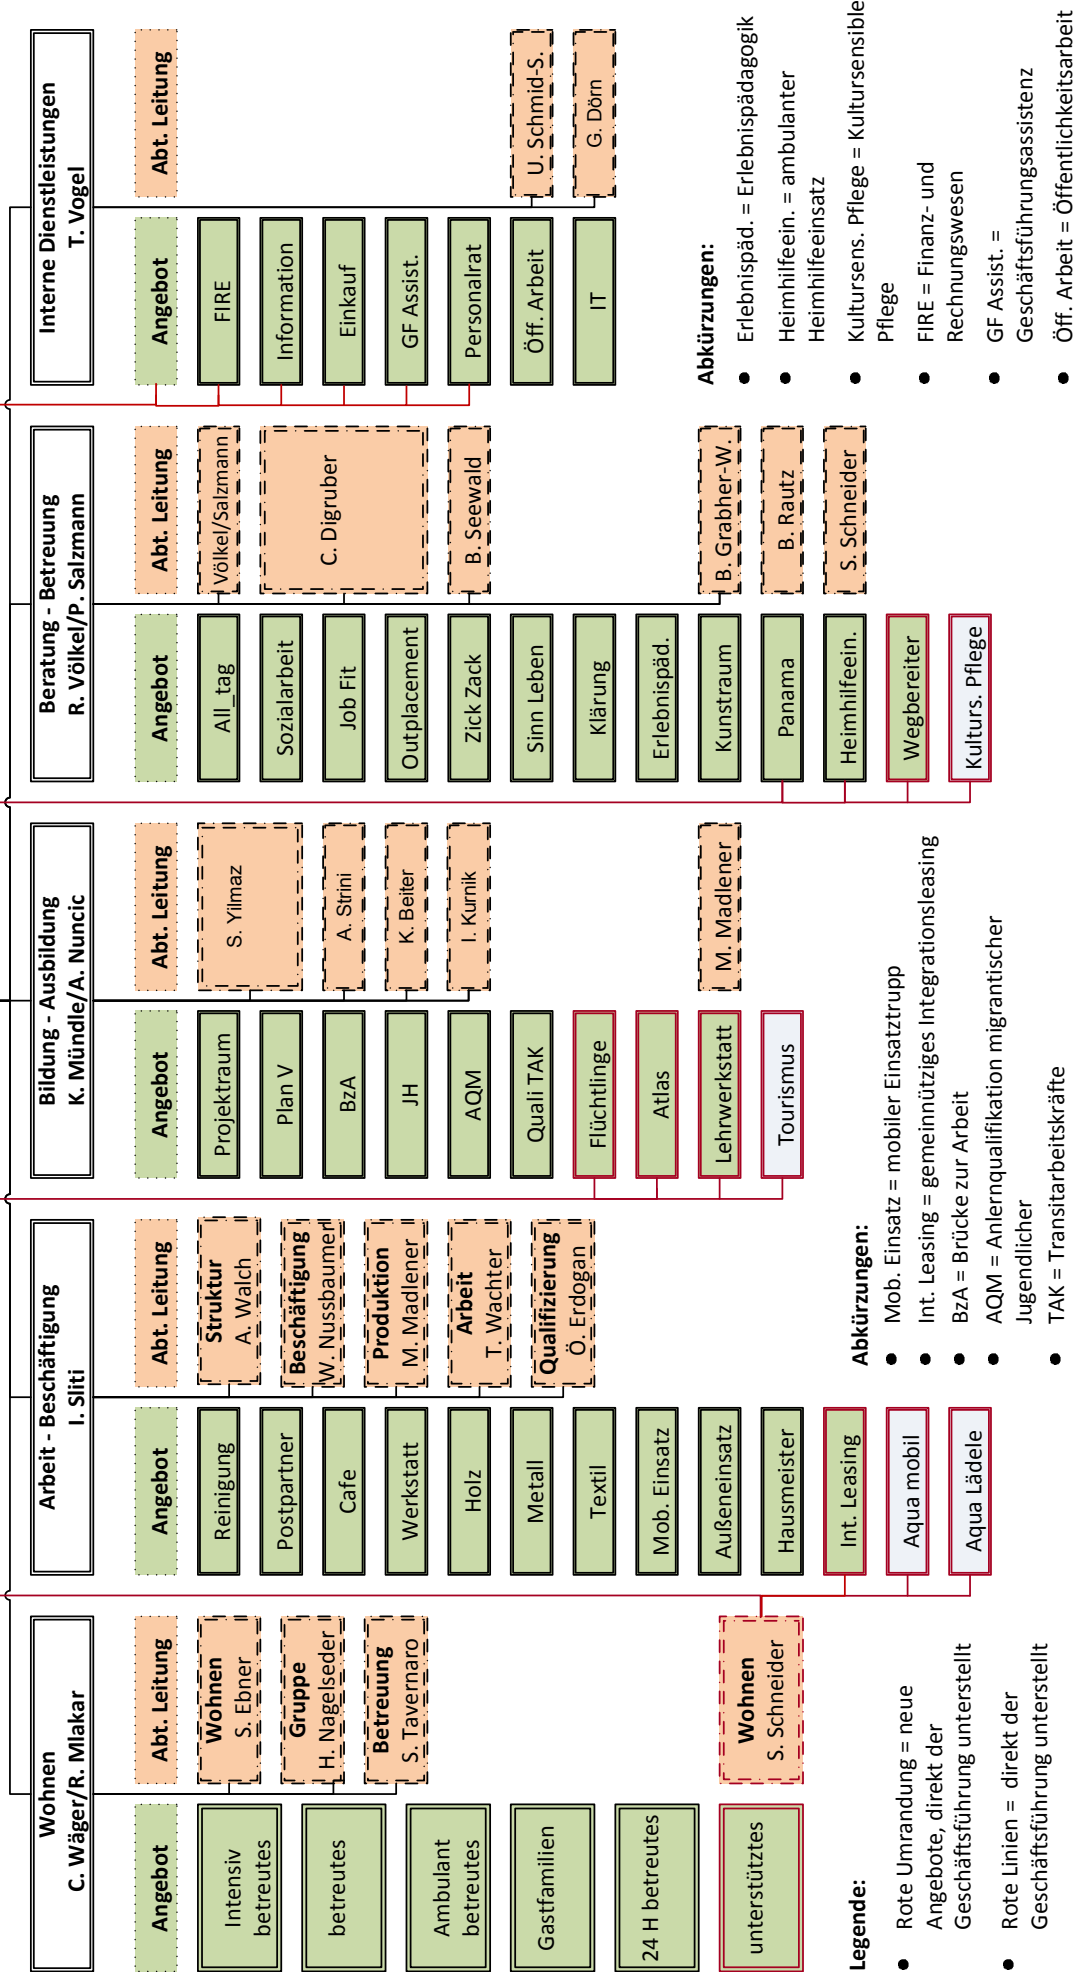 Wohnen
C. Wäger/R. Mlakar
Angebot
Abt. Leitung
Intensiv
betreutes
betreutes
Ambulant
betreutes
Gastfamilien
24 H betreutes
unterstütztes
Wohnen
S. Ebner
Gruppe
H. Nagelseder
Betreuung
S. Tavernaro
Wohnen
S. Schneider
Arbeit - Beschäftigung
I. Sliti
Angebot
Abt. Leitung
Reinigung
Postpartner
Cafe
Werkstatt
Holz
Metall
Textil
Mob. Einsatz
Außeneinsatz
Hausmeister
Int. Leasing
Aqua mobil
Aqua Lädele
Struktur
A. Walch
Beschäftigung
W. Nussbaumer
Produktion
M. Madlener
Arbeit
T. Wachter
Qualifizierung
Ö. Erdogan
Bildung - Ausbildung
K. Mündle/A. Nuncic
Angebot
Abt. Leitung
Projektraum
Plan V
BzA
JH
AQM
Quali TAK
Flüchtlinge
Atlas
Lehrwerkstatt
Tourismus
S. Yilmaz
A. Strini
K. Beiter
I. Kurnik
M. Madlener
Beratung - Betreuung
R. Völkel/P. Salzmann
Angebot
Abt. Leitung
All_tag
Sozialarbeit
Job Fit
Outplacement
Zick Zack
Sinn Leben
Klärung
Erlebnispäd.
Kunstraum
Panama
Heimhilfeein.
Wegbereiter
Kulturs. Pflege
Völkel/Salzmann
C. Digruber
B. Seewald
B. Grabher-W.
B. Rautz
S. Schneider
Interne Dienstleistungen
T. Vogel
Angebot
Abt. Leitung
FIRE
Information
Einkauf
GF Assist.
Personalrat
Öff. Arbeit
IT
U. Schmid-S.
G. Dörn
Legende:
● Rote Umrandung = neue
Angebote, direkt der
Geschäftsführung unterstellt
● Rote Linien = direkt der
Geschäftsführung unterstellt
Abkürzungen:
● Mob. Einsatz = mobiler Einsatztrupp
● Int. Leasing = gemeinnütziges Integrationsleasing
● BzA = Brücke zur Arbeit
● AQM = Anlernqualifikation migrantischer
Jugendlicher
● TAK = Transitarbeitskräfte
Abkürzungen:
● Erlebnispäd. = Erlebnispädagogik
● Heimhilfeein. = ambulanter
Heimhilfeeinsatz
● Kultursens. Pflege = Kultursensible
Pflege
● FIRE = Finanz- und
Rechnungswesen
● GF Assist. =
Geschäftsführungsassistenz
● Öff. Arbeit = Öffentlichkeitsarbeit